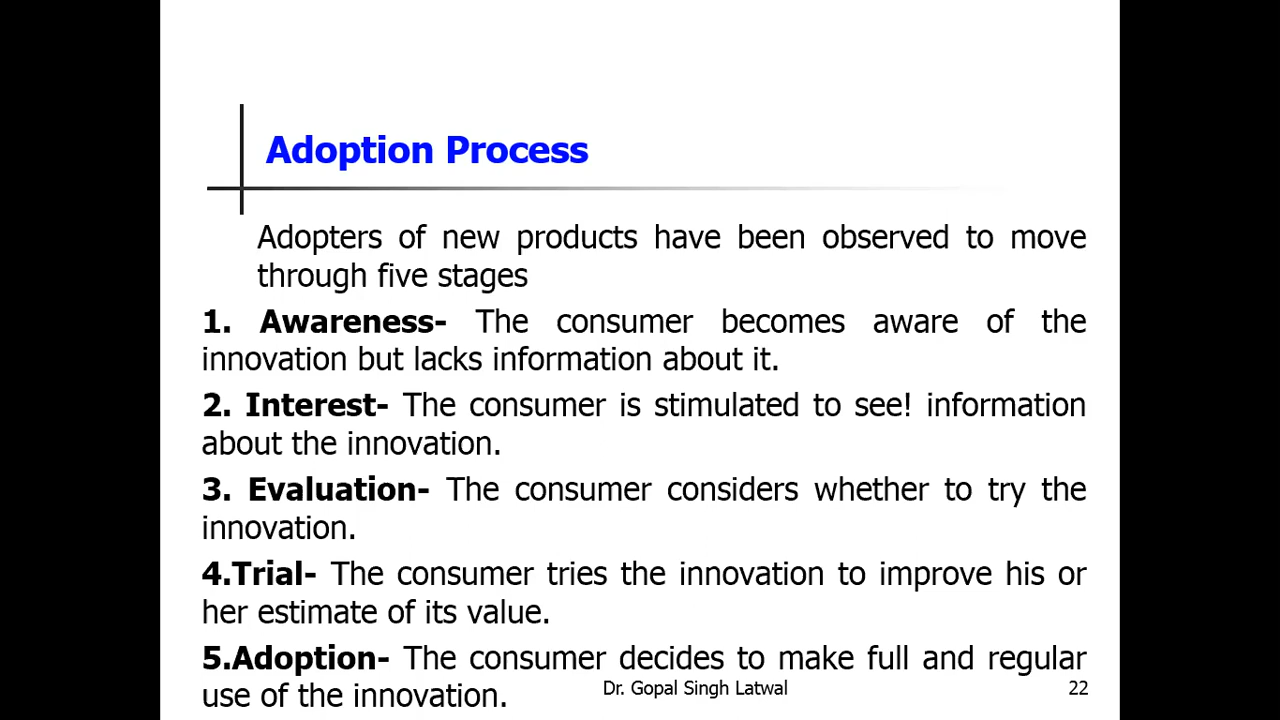 Adoption Process
Adopters of new products have been observed to move
through five stages
1. Awareness- The consumer becomes aware of the
innovation but lacks information about it.
2. Interest- The consumer is stimulated to see! information
about the innovation.
3. Evaluation- The consumer considers whether to try the
innovation.
4.Trial- The consumer tries the innovation to improve his or
her estimate of its value.
5.Adoption- The consumer decides to make full and regular
use of the innovation.
Dr. Gopal Singh Latwal
22